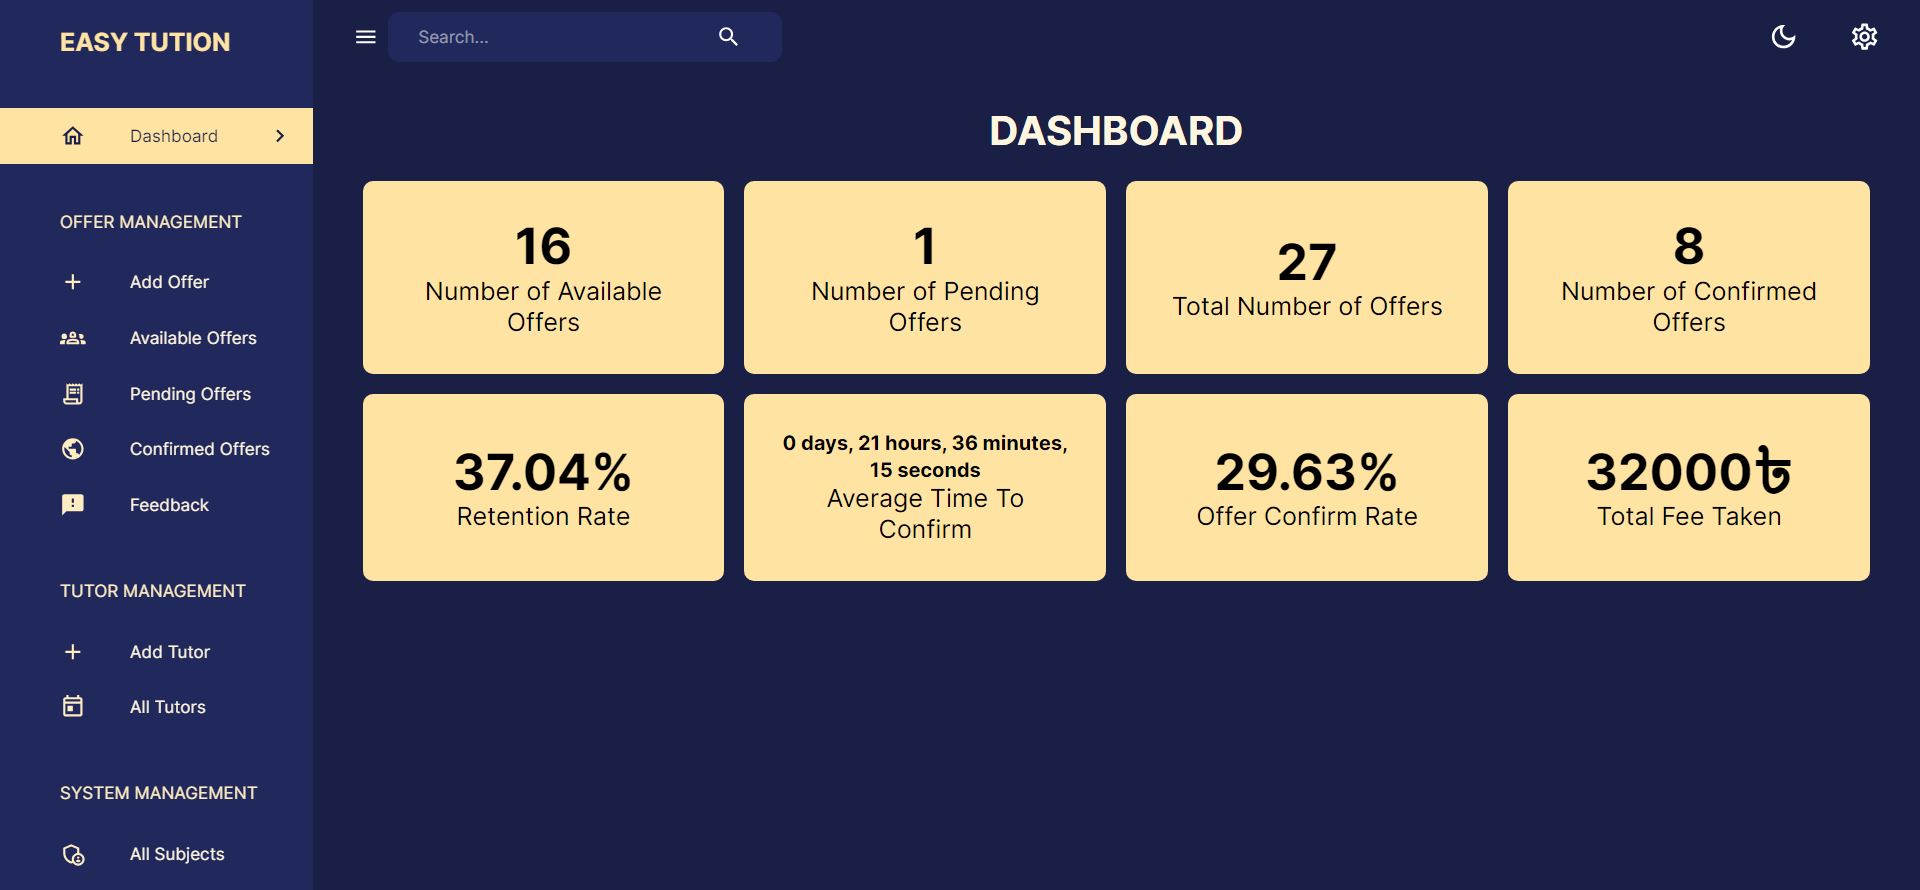 EASY TUTION
Search...
Dashboard
OFFER MANAGEMENT
Add Offer
Available Offers
Pending Offers
Confirmed Offers
Feedback
TUTOR MANAGEMENT
Add Tutor
All Tutors
SYSTEM MANAGEMENT
All Subjects
DASHBOARD
16
Number of Available
Offers
1
Number of Pending
Offers
27
Total Number of Offers
8
Number of Confirmed
Offers
37.04%
Retention Rate
0 days, 21 hours, 36 minutes,
15 seconds
Average Time To
Confirm
29.63%
Offer Confirm Rate
32000৳
Total Fee Taken